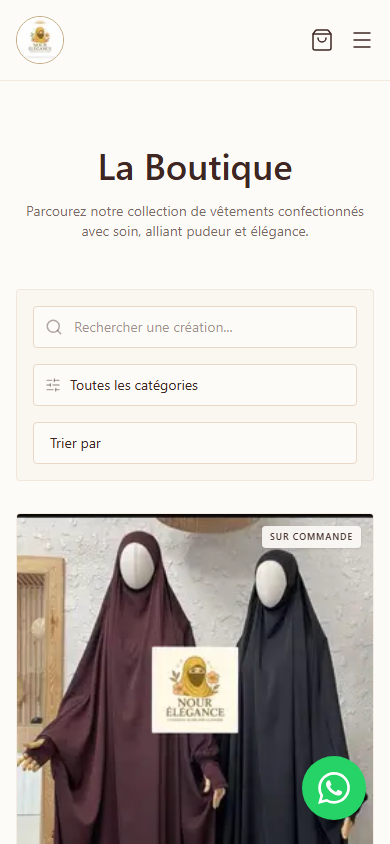 NOUR
ÉLÉGANCE
La Boutique
Parcourez notre collection de vêtements confectionnés
avec soin, alliant pudeur et élégance.
Rechercher une création...
Toutes les catégories
Trier par
SUR COMMANDE
NOUR
ÉLÉGANCE